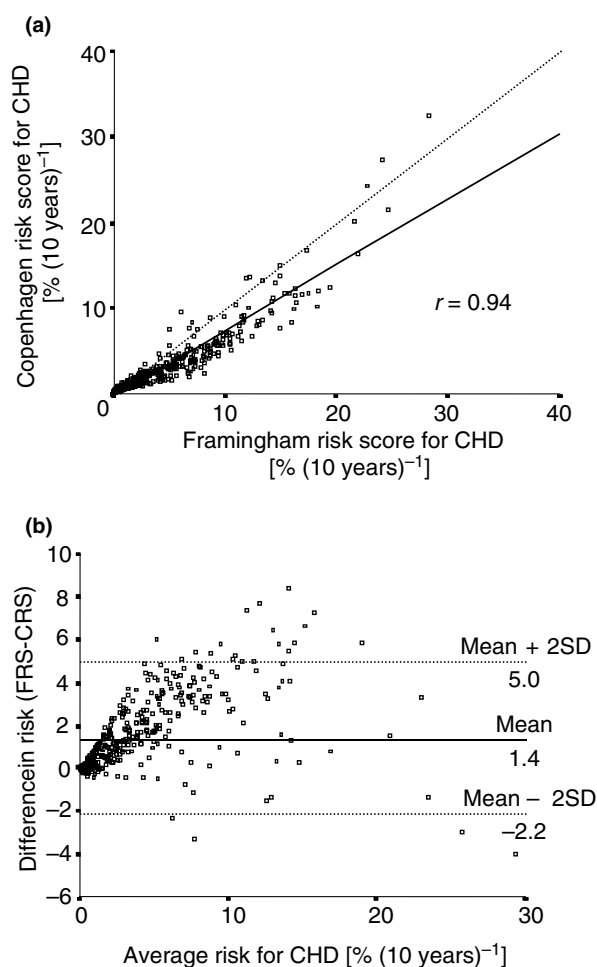 (a)
Copenhagen risk score for CHD
[% (10 years)⁻¹]
40
30
20
10
r = 0.94
0
10
20
30
40
Framingham risk score for CHD
[% (10 years)⁻¹]
(b)
Differencein risk (FRS-CRS)
10
8
6
4
2
0
−2
−4
−6
Mean + 2SD
5.0
Mean
1.4
Mean − 2SD
−2.2
0
10
20
30
Average risk for CHD [% (10 years)⁻¹]